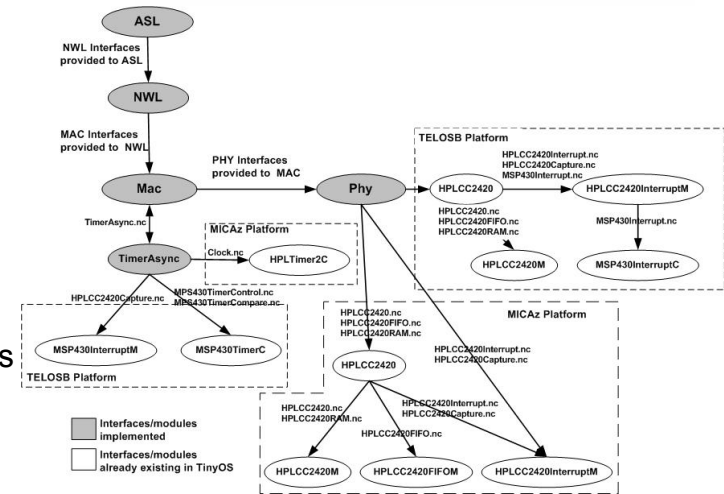 ASL
NWL Interfaces
provided to ASL
NWL
MAC Interfaces
provided to NWL
PHY Interfaces
provided to MAC
Mac
Phy
TELOSB Platform
HPLCC2420Interrupt.nc
HPLCC2420Capture.nc
MSP430Interrupt.nc
HPLCC2420
HPLCC2420InterruptM
HPLCC2420.nc
HPLCC2420FIFO.nc
HPLCC2420RAM.nc
MSP430Interrupt.nc
HPLCC2420M
MSP430InterruptC
TimerAsync.nc
MICAz Platform
TimerAsync
Clock.nc
HPLTimer2C
HPLCC2420Capture.nc
MPS430TimerControl.nc
MPS430TimerCompare.nc
MSP430InterruptM
MSP430TimerC
TELOSB Platform
s
MICAz Platform
HPLCC2420.nc
HPLCC2420FIFO.nc
HPLCC2420RAM.nc
HPLCC2420Interrupt.nc
HPLCC2420Capture.nc
HPLCC2420
HPLCC2420.nc
HPLCC2420RAM.nc
HPLCC2420Interrupt.nc
HPLCC2420Capture.nc
HPLCC2420FIFO.nc
HPLCC2420M
HPLCC2420FIFOM
HPLCC2420InterruptM
Interfaces/modules
implemented
Interfaces/modules
already existing in TinyOS